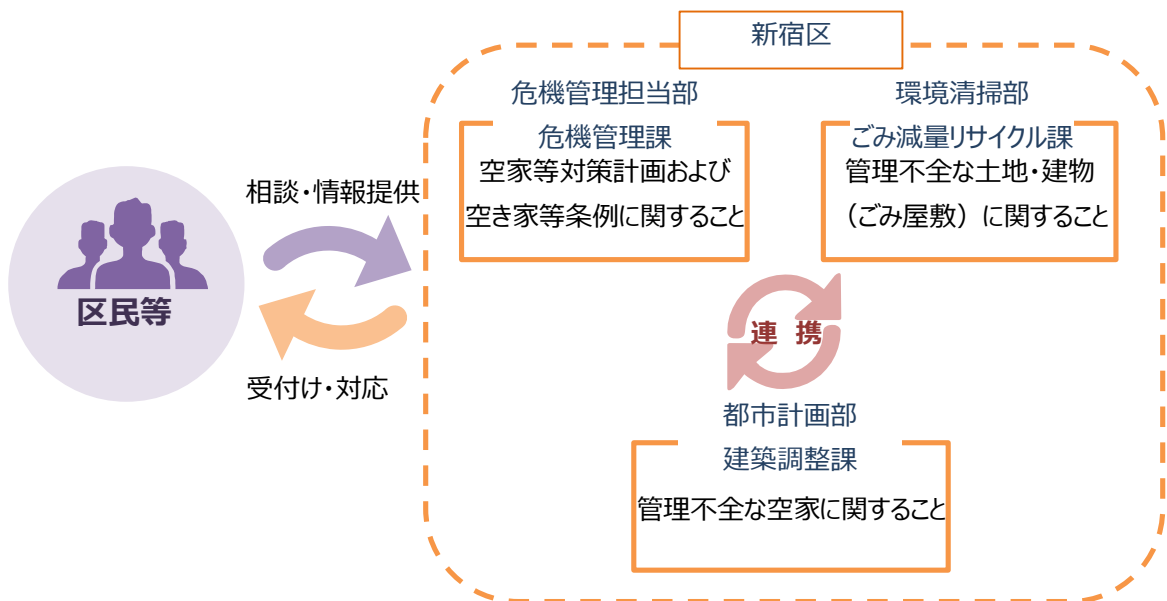 新宿区
危機管理担当部
危機管理課
空家等対策計画および
空き家等条例に関すること
環境清掃部
ごみ減量リサイクル課
管理不全な土地・建物
（ごみ屋敷）に関すること
相談・情報提供
区民等
受付け・対応
連 携
都市計画部
建築調整課
管理不全な空家に関すること